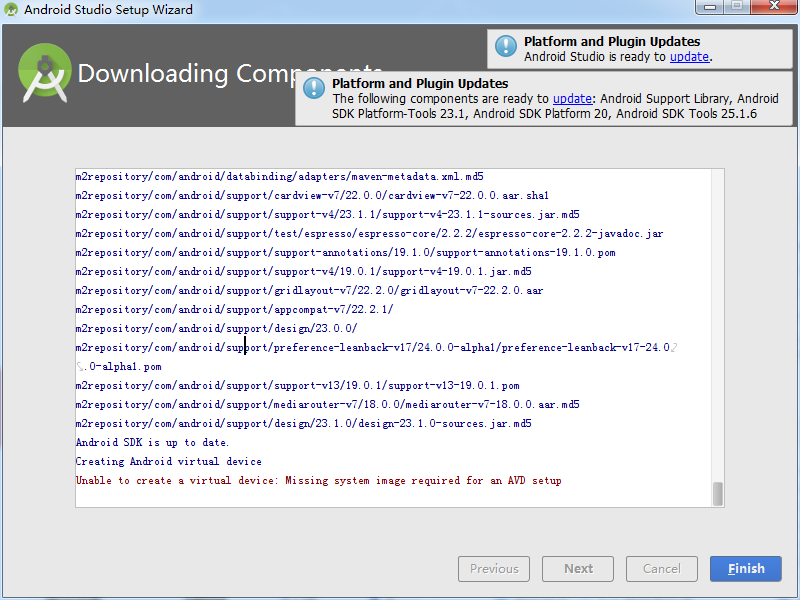 Android Studio Setup Wizard
Downloading Comp
Platform and Plugin Updates
Android Studio is ready to update.
Platform and Plugin Updates
The following components are ready to update: Android Support Library, Android
SDK Platform-Tools 23.1, Android SDK Platform 20, Android SDK Tools 25.1.6
m2repository/com/android/databinding/adapters/maven-metadata.xml.md5
m2repository/com/android/support/cardview-v7/22.0.0/cardview-v7-22.0.0.aar.sha1
m2repository/com/android/support/support-v4/23.1.1/support-v4-23.1.1-sources.jar.md5
m2repository/com/android/support/test/espresso/espresso-core/2.2.2/espresso-core-2.2.2-javadoc.jar
m2repository/com/android/support/support-annotations/19.1.0/support-annotations-19.1.0.pom
m2repository/com/android/support/support-v4/19.0.1/support-v4-19.0.1.jar.md5
m2repository/com/android/support/gridlayout-v7/22.2.0/gridlayout-v7-22.2.0.aar
m2repository/com/android/support/appcompat-v7/22.2.1/
m2repository/com/android/support/design/23.0.0/
m2repository/com/android/support/preference-leanback-v17/24.0.0-alpha1/preference-leanback-v17-24.0
.0-alpha1.pom
m2repository/com/android/support/support-v13/19.0.1/support-v13-19.0.1.pom
m2repository/com/android/support/mediarouter-v7/18.0.0/mediarouter-v7-18.0.0.aar.md5
m2repository/com/android/support/design/23.1.0/design-23.1.0-sources.jar.md5
Android SDK is up to date.
Creating Android virtual device
Unable to create a virtual device: Missing system image required for an AVD setup
Previous
Next
Cancel
Finish